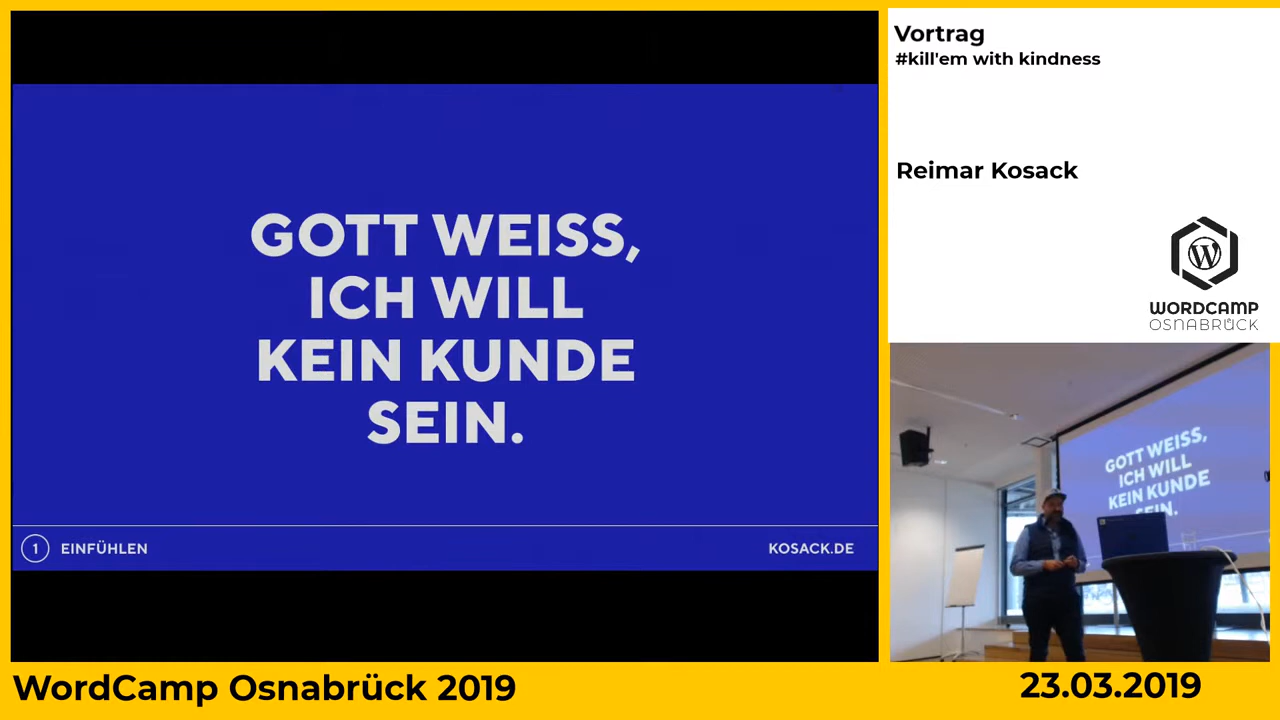 GOTT WEISS,
ICH WILL
KEIN KUNDE
SEIN.
1 EINFÜHLEN
KOSACK.DE
Vortrag
#kill'em with kindness
Reimar Kosack
WORDCAMP
OSNABRÜCK
GOTT WEISS,
ICH WILL
KEIN KUNDE
SEIN.
WordCamp Osnabrück 2019
23.03.2019